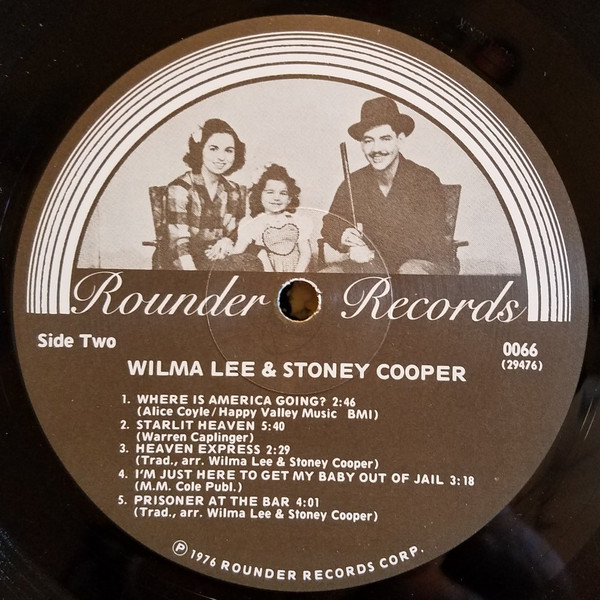 Rounder Records
Side Two
0066
(29476)
WILMA LEE & STONEY COOPER
1. WHERE IS AMERICA GOING? 2:46
(Alice Coyle/Happy Valley Music BMI)
2. STARLIT HEAVEN 5:40
(Warren Caplinger)
3. HEAVEN EXPRESS 2:29
(Trad., arr. Wilma Lee & Stoney Cooper)
4. I'M JUST HERE TO GET MY BABY OUT OF JAIL 3:18
(M.M. Cole Publ.)
5. PRISONER AT THE BAR 4:01
(Trad., arr. Wilma Lee & Stoney Cooper)
℗ 1976 ROUNDER RECORDS CORP.